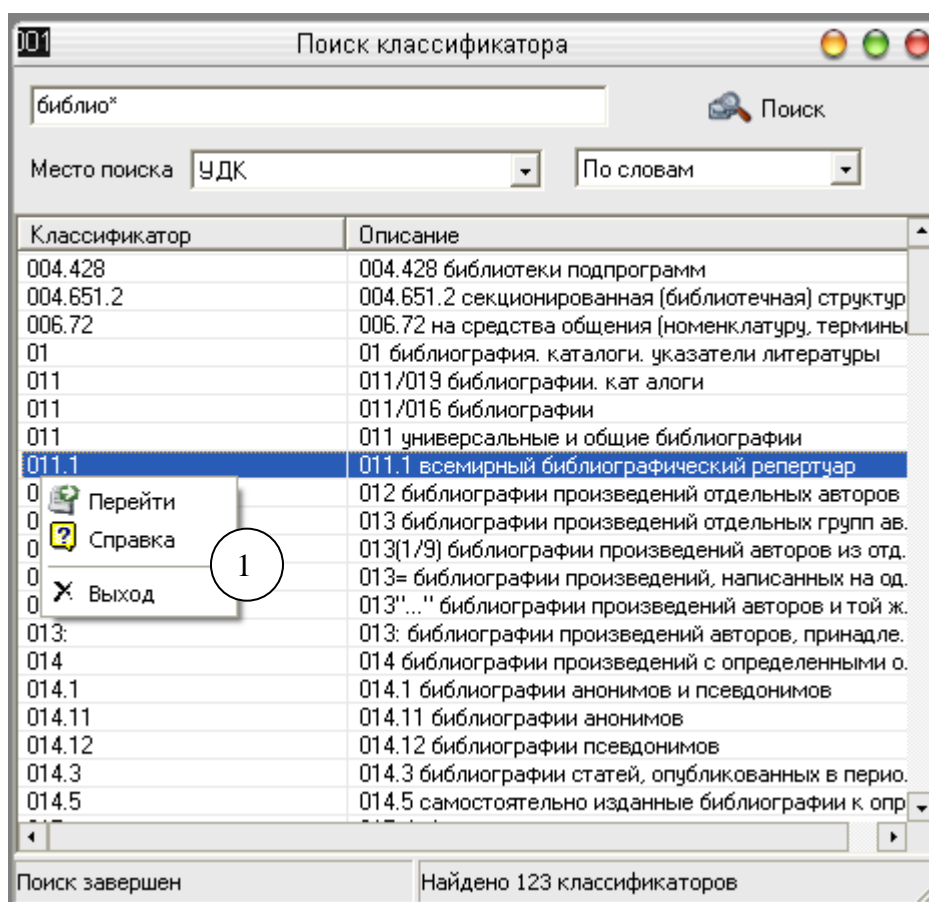 001 Поиск классификатора
библио* Поиск
Место поиска УДК По словам
Классификатор Описание
004.428 004.428 библиотеки подпрограмм
004.651.2 004.651.2 секционированная (библиотечная) структур
006.72 006.72 на средства общения (номенклатуру, термины
01 01 библиография. каталоги. указатели литературы
011 011/019 библиографии. кат алоги
011 011/016 библиографии
011 011 универсальные и общие библиографии
011.1 011.1 всемирный библиографический репертуар
0 012 библиографии произведений отдельных авторов
Перейти
0 013 библиографии произведений отдельных групп ав.
Справка
0 013(1/9) библиографии произведений авторов из отд.
1
0 013= библиографии произведений, написанных на од.
Выход
0 013"..." библиографии произведений авторов и той ж.
013: 013: библиографии произведений авторов, принадле.
014 014 библиографии произведений с определенными о.
014.1 014.1 библиографии анонимов и псевдонимов
014.11 014.11 библиографии анонимов
014.12 014.12 библиографии псевдонимов
014.3 014.3 библиографии статей, опубликованных в перио.
014.5 014.5 самостоятельно изданные библиографии к опр
Поиск завершен Найдено 123 классификаторов